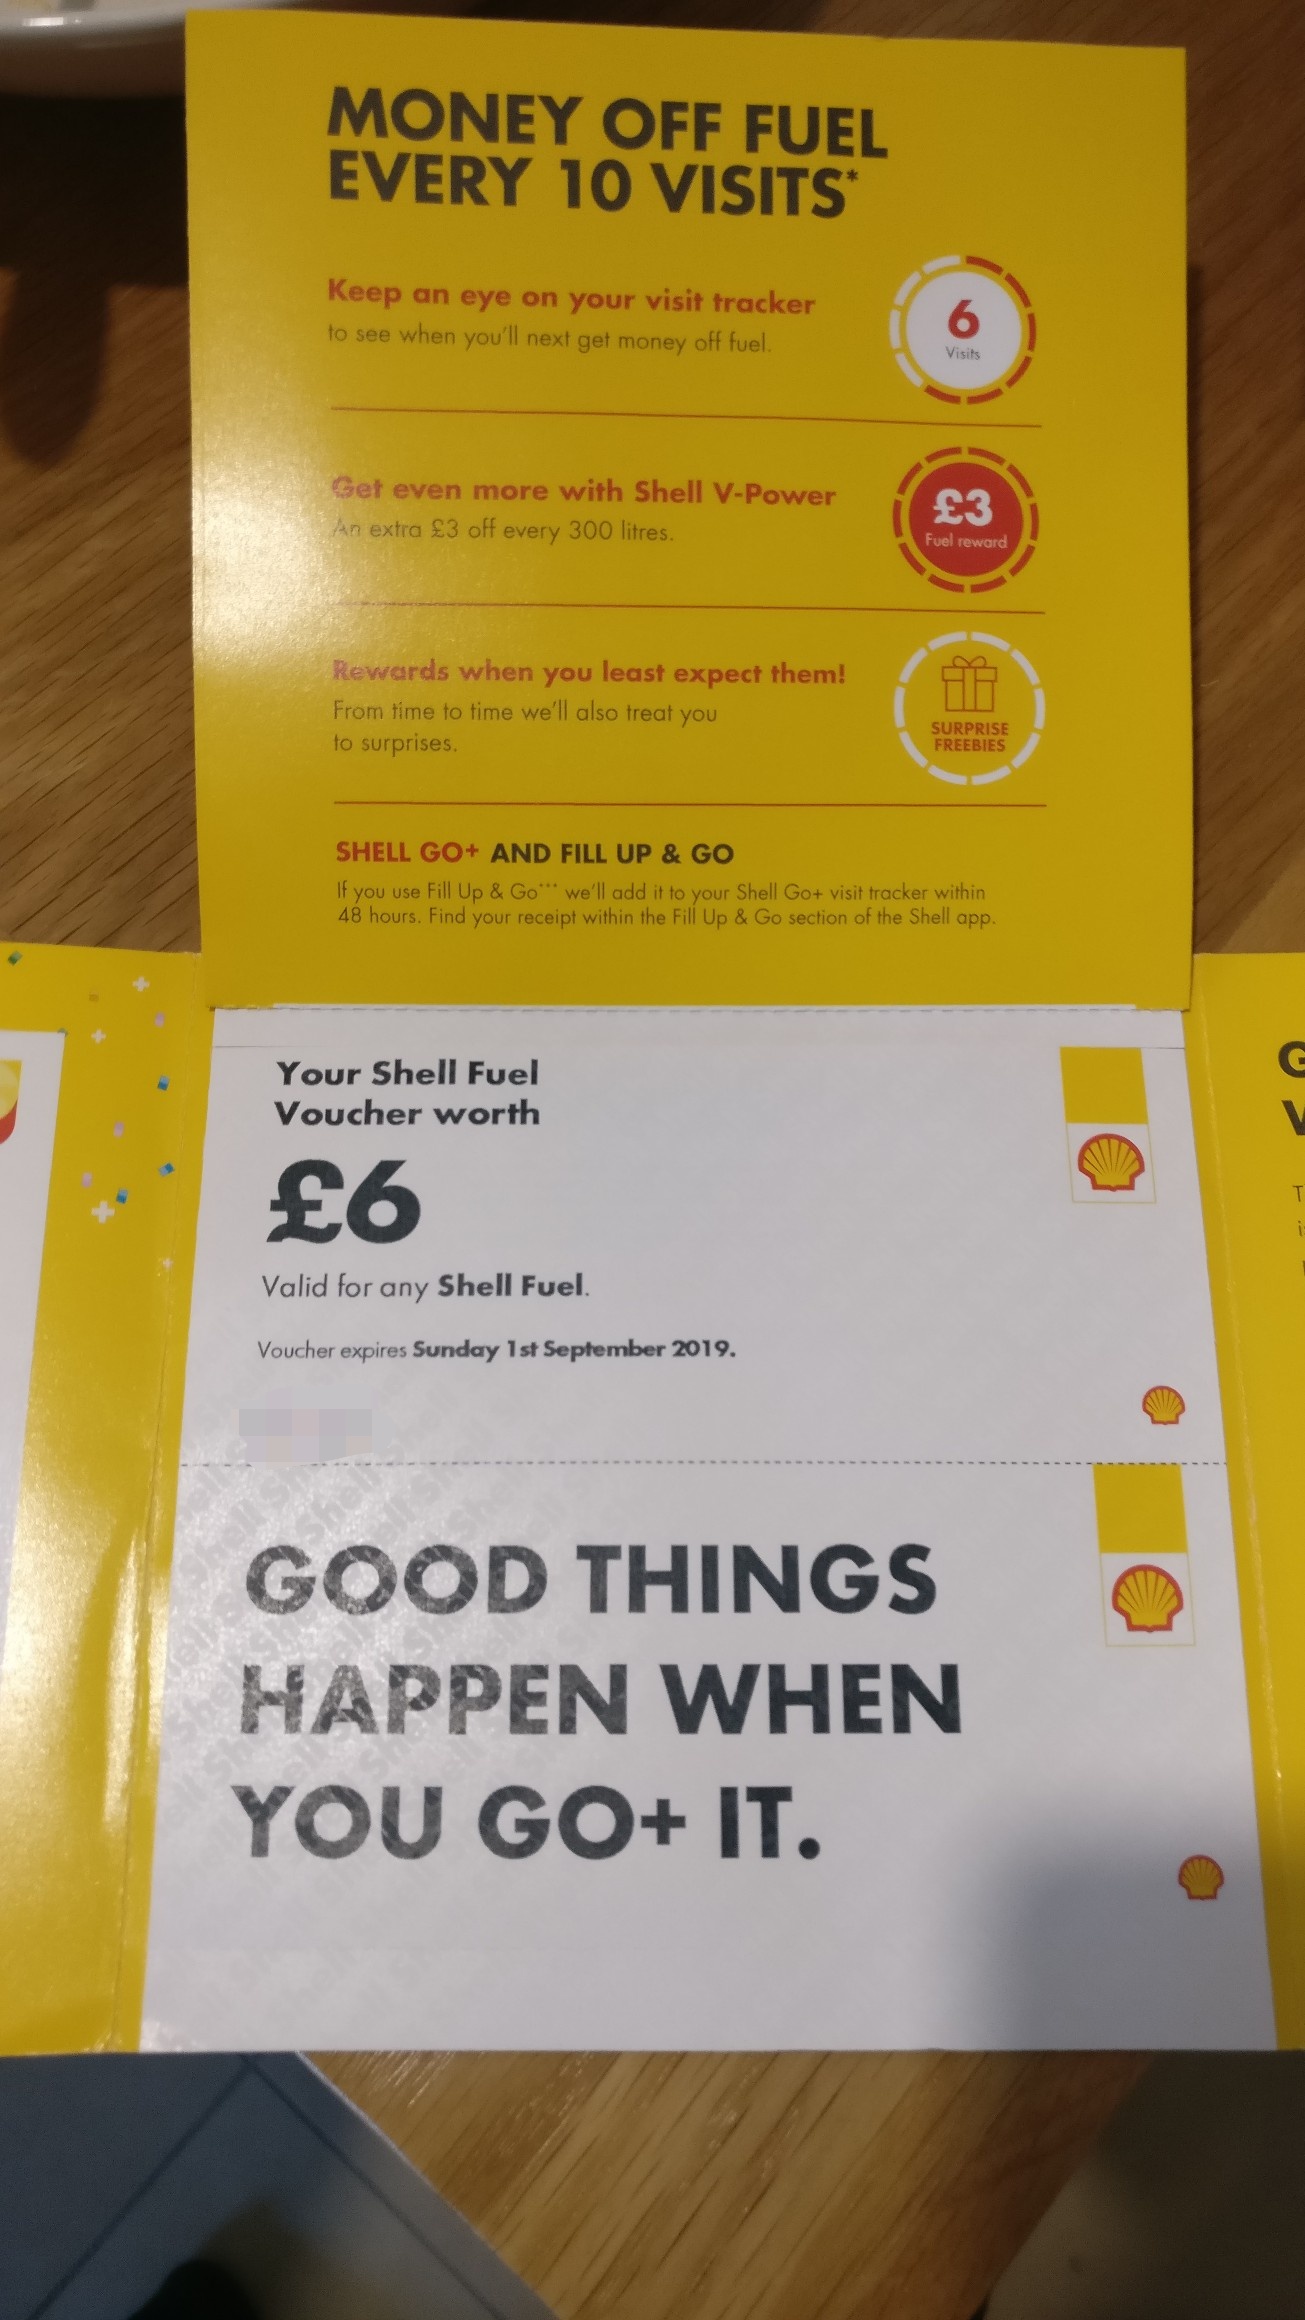 MONEY OFF FUEL
EVERY 10 VISITS*
Keep an eye on your visit tracker
to see when you'll next get money off fuel.
6
Visits
Get even more with Shell V-Power
An extra £3 off every 300 litres.
£3
Fuel reward
Rewards when you least expect them!
From time to time we'll also treat you
to surprises.
SURPRISE
FREEBIES
SHELL GO+ AND FILL UP & GO
If you use Fill Up & Go*** we'll add it to your Shell Go+ visit tracker within
48 hours. Find your receipt within the Fill Up & Go section of the Shell app.
Your Shell Fuel
Voucher worth
£6
Valid for any Shell Fuel.
Voucher expires Sunday 1st September 2019.
GOOD THINGS
HAPPEN WHEN
YOU GO+ IT.